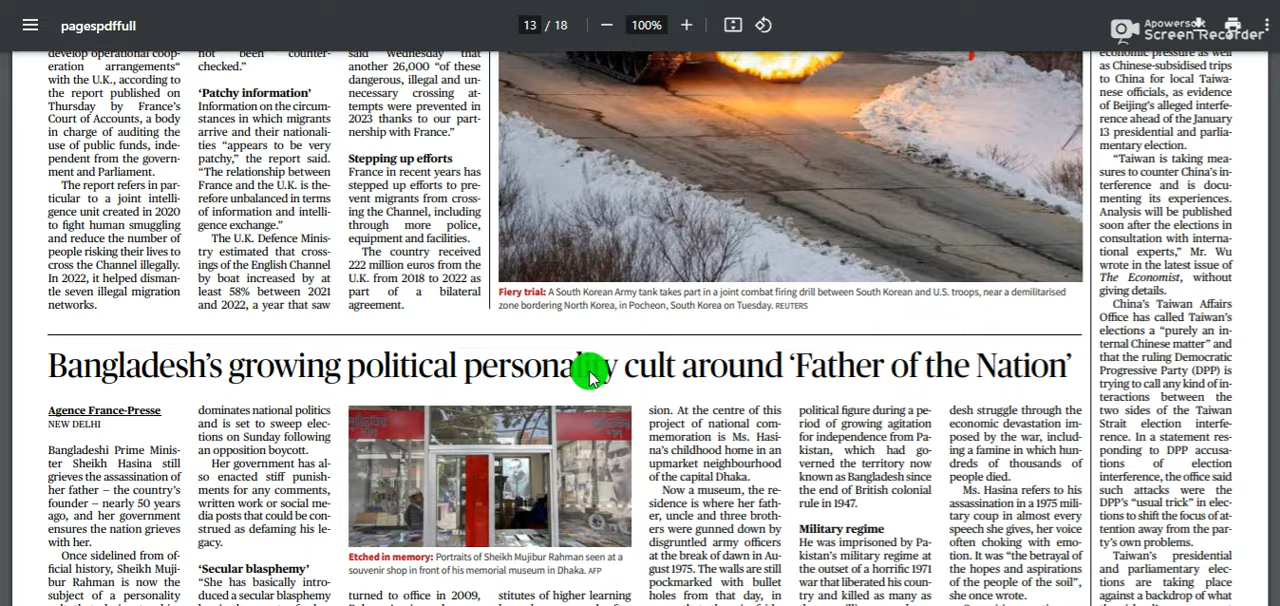 pagespdffull
13 / 18
100%
Apowersoft
Screen Recorder
develop operational coop-
eration arrangements“
with the U.K., according to
the report published on
Thursday by France’s
Court of Accounts, a body
in charge of auditing the
use of public funds, inde-
pendent from the govern-
ment and Parliament.
The report refers in par-
ticular to a joint intelli-
gence unit created in 2020
to fight human smuggling
and reduce the number of
people risking their lives to
cross the Channel illegally.
In 2022, it helped disman-
tle seven illegal migration
networks.
not been counter-
checked.”
‘Patchy information’
Information on the circum-
stances in which migrants
arrive and their nationali-
ties “appears to be very
patchy,” the report said.
“The relationship between
France and the U.K. is the-
refore unbalanced in terms
of information and intelli-
gence exchange.”
The U.K. Defence Minis-
try estimated that cross-
ings of the English Channel
by boat increased by at
least 58% between 2021
and 2022, a year that saw
said Wednesday that
another 26,000 “of these
dangerous, illegal and un-
necessary crossing at-
tempts were prevented in
2023 thanks to our part-
nership with France.”
Stepping up efforts
France in recent years has
stepped up efforts to pre-
vent migrants from cross-
ing the Channel, including
through more police,
equipment and facilities.
The country received
222 million euros from the
U.K. from 2018 to 2022 as
part of a bilateral
agreement.
Fiery trial: A South Korean Army tank takes part in a joint combat firing drill between South Korean and U.S. troops, near a demilitarised
zone bordering North Korea, in Pocheon, South Korea on Tuesday. REUTERS
economic pressure as well
as Chinese-subsidised trips
to China for local Taiwa-
nese officials, as evidence
of Beijing’s alleged interfe-
rence ahead of the January
13 presidential and parlia-
mentary election.
“Taiwan is taking mea-
sures to counter China’s in-
terference and is docu-
menting its experiences.
Analysis will be published
soon after the elections in
consultation with interna-
tional experts,” Mr. Wu
wrote in the latest issue of
The Economist, without
giving details.
China’s Taiwan Affairs
Office has called Taiwan’s
elections a “purely an in-
ternal Chinese matter” and
that the ruling Democratic
Progressive Party (DPP) is
trying to call any kind of in-
teractions between the
two sides of the Taiwan
Strait election interfe-
rence. In a statement res-
ponding to DPP accusa-
tions of election
interference, the office said
such attacks were the
DPP’s “usual trick” in elec-
tions to shift the focus of at-
tention away from the par-
ty’s own problems.
Taiwan’s presidential
and parliamentary elec-
tions are taking place
against a backdrop of what
Bangladesh’s growing political personality cult around ‘Father of the Nation’
Agence France-Presse
NEW DELHI
Bangladeshi Prime Minis-
ter Sheikh Hasina still
grieves the assassination of
her father – the country’s
founder – nearly 50 years
ago, and her government
ensures the nation grieves
with her.
Once sidelined from of-
ficial history, Sheikh Muji-
bur Rahman is now the
subject of a personality
dominates national politics
and is set to sweep elec-
tions on Sunday following
an opposition boycott.
Her government has al-
so enacted stiff punish-
ments for any comments,
written work or social me-
dia posts that could be con-
strued as defaming his le-
gacy.
‘Secular blasphemy’
“She has basically intro-
duced a secular blasphemy
Etched in memory: Portraits of Sheikh Mujibur Rahman seen at a
souvenir shop in front of his memorial museum in Dhaka. AFP
turned to office in 2009,
stitutes of higher learning
sion. At the centre of this
project of national com-
memoration is Ms. Hasi-
na’s childhood home in an
upmarket neighbourhood
of the capital Dhaka.
Now a museum, the re-
sidence is where her fath-
er, uncle and three broth-
ers were gunned down by
disgruntled army officers
at the break of dawn in Au-
gust 1975. The walls are still
pockmarked with bullet
holes from that day, in
political figure during a pe-
riod of growing agitation
for independence from Pa-
kistan, which had go-
verned the territory now
known as Bangladesh since
the end of British colonial
rule in 1947.
Military regime
He was imprisoned by Pa-
kistan’s military regime at
the outset of a horrific 1971
war that liberated his coun-
try and killed as many as
desh struggle through the
economic devastation im-
posed by the war, includ-
ing a famine in which hun-
dreds of thousands of
people died.
Ms. Hasina refers to his
assassination in a 1975 mili-
tary coup in almost every
speech she gives, her voice
often choking with emo-
tion. It was “the betrayal of
the hopes and aspirations
of the people of the soil”,
she once wrote.